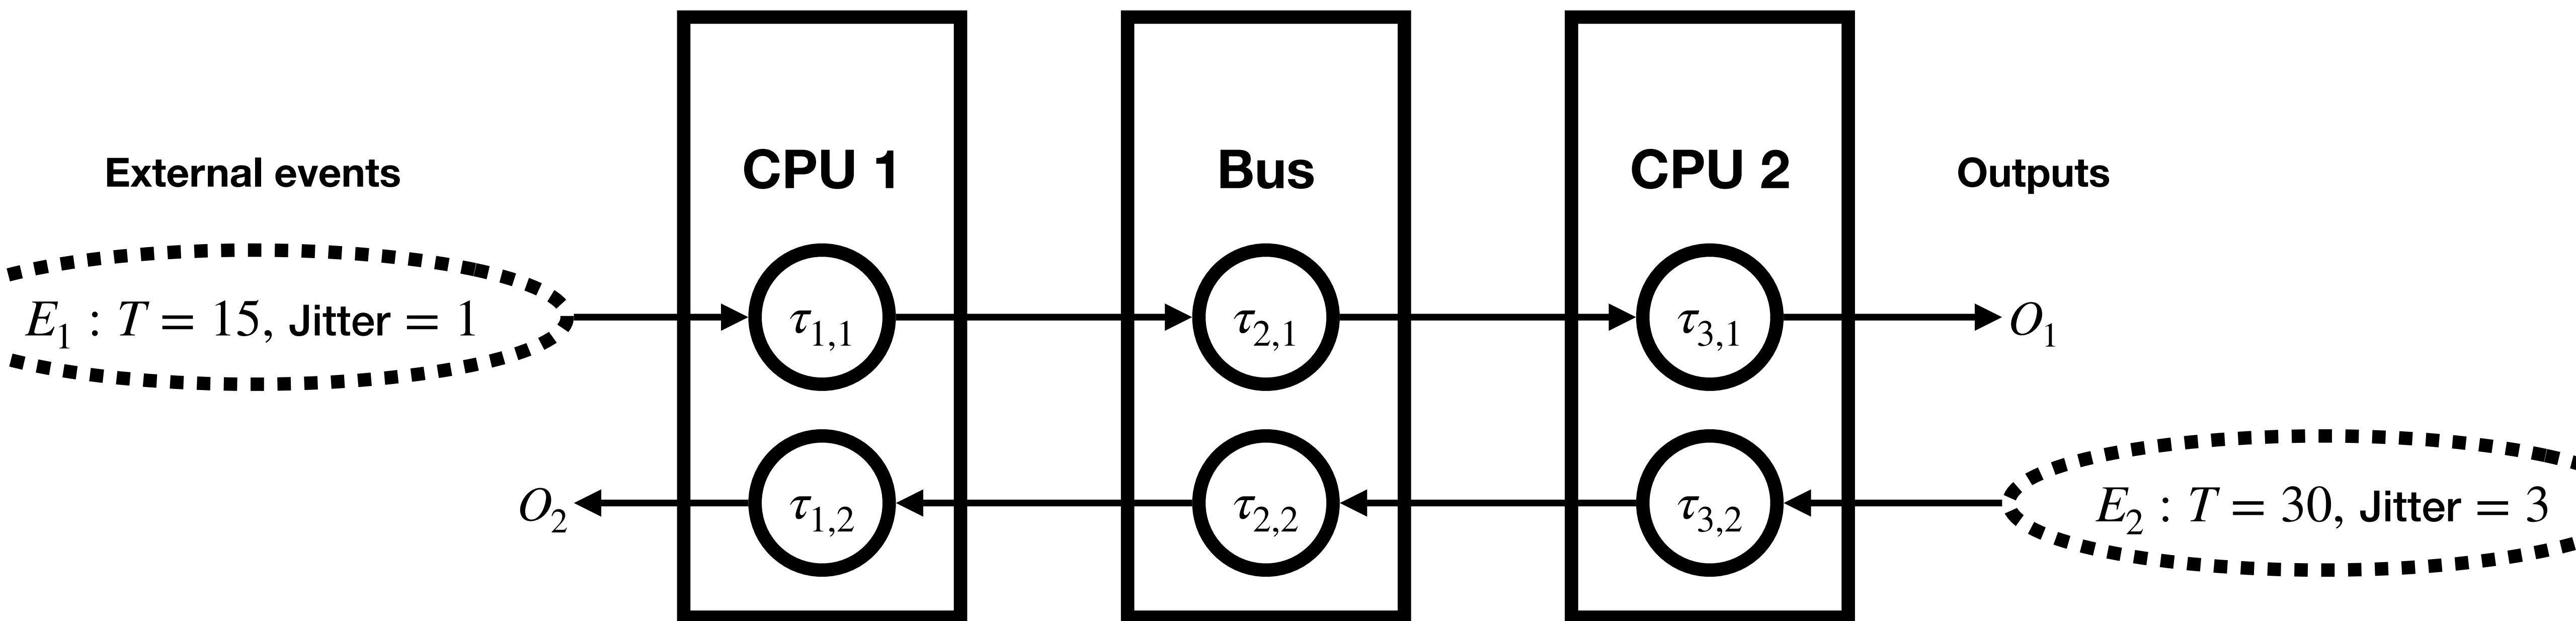 External events
CPU 1
Bus
CPU 2
Outputs
E₁ : T = 15, Jitter = 1
τ₁,₁
τ₂,₁
τ₃,₁
O₁
O₂
τ₁,₂
τ₂,₂
τ₃,₂
E₂ : T = 30, Jitter = 3